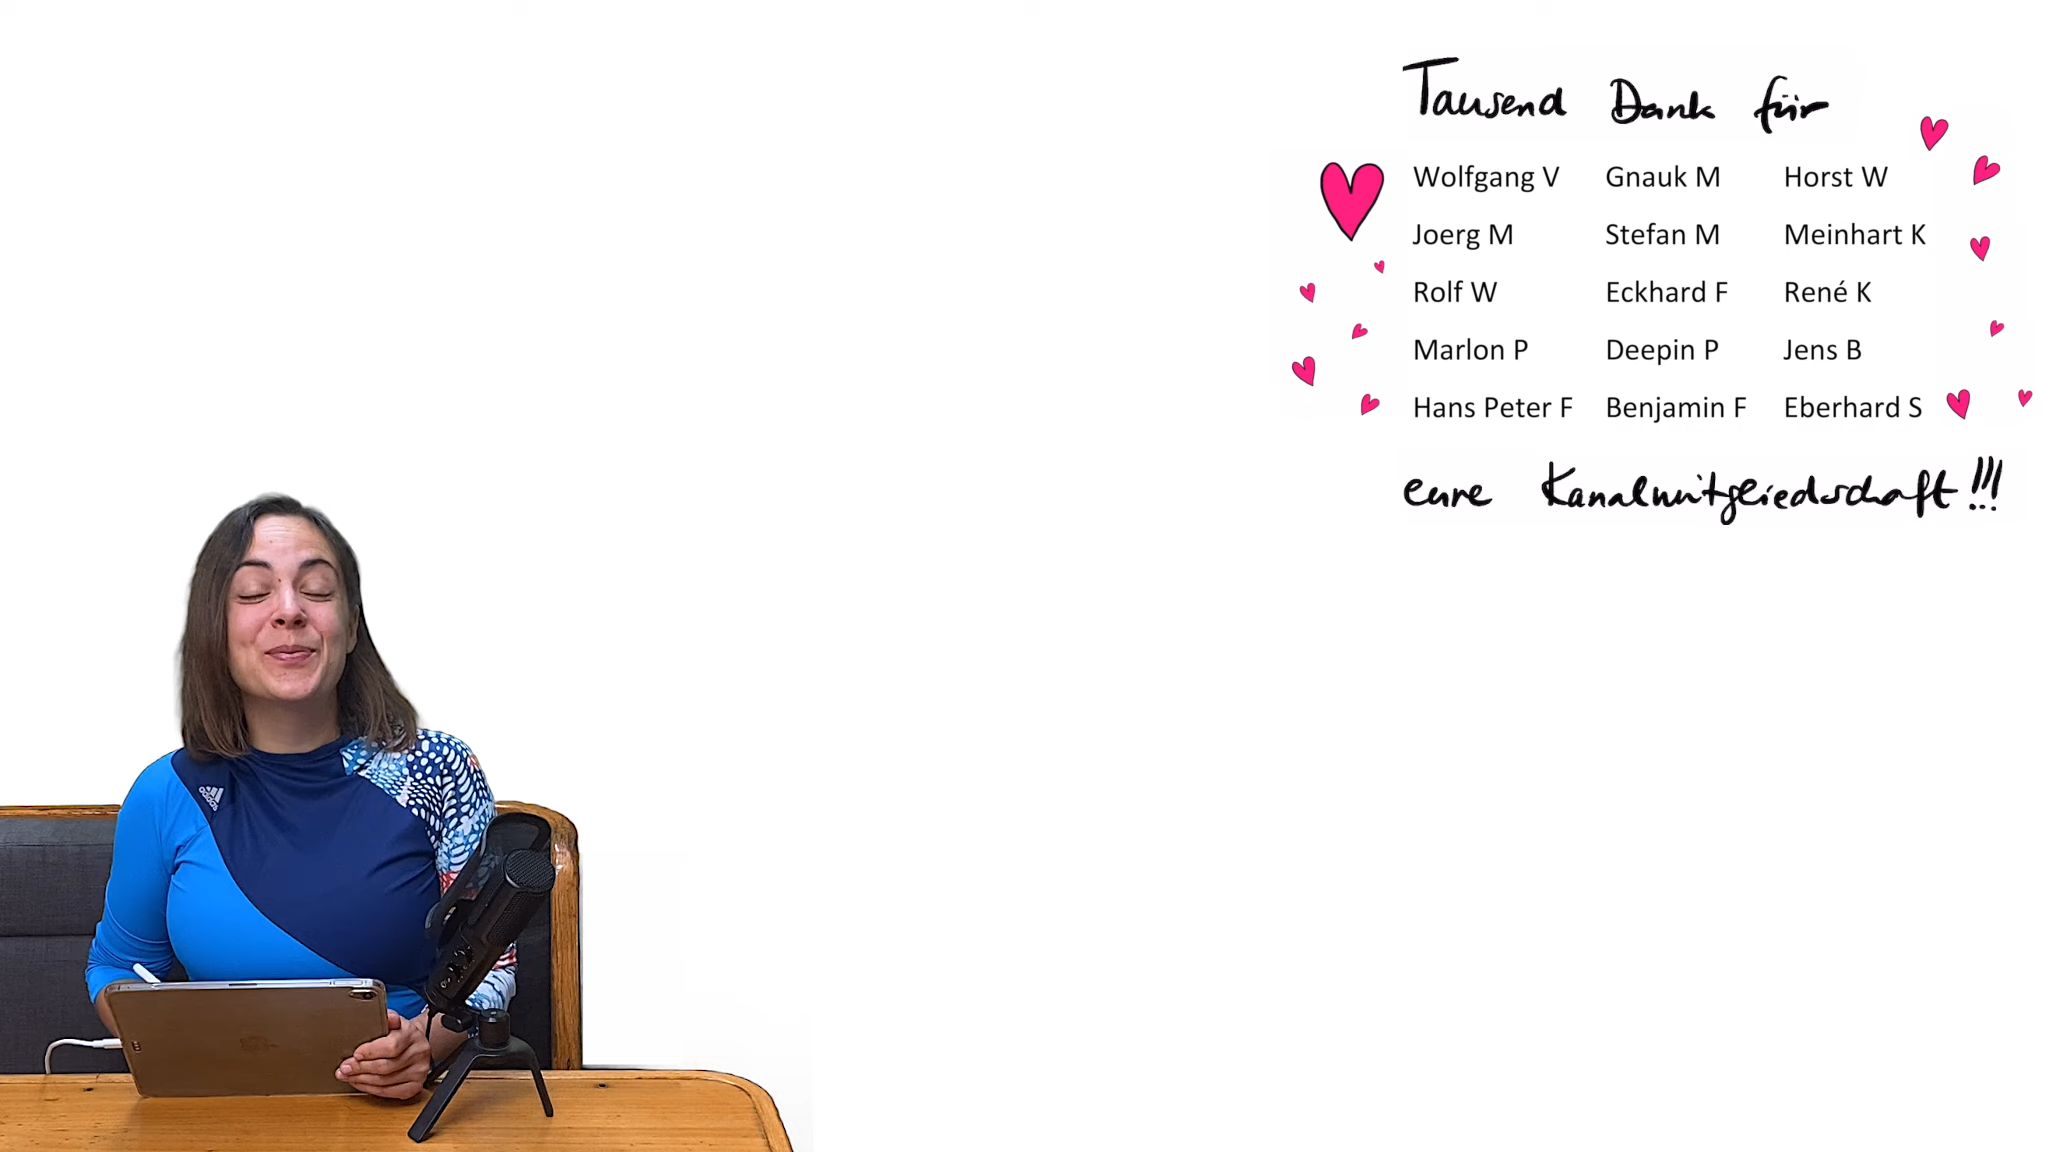 Tausend Dank für
Wolfgang V Gnauk M Horst W
Joerg M Stefan M Meinhart K
Rolf W Eckhard F René K
Marlon P Deepin P Jens B
Hans Peter F Benjamin F Eberhard S
eure Kanalmitgliedschaft!!!
adidas